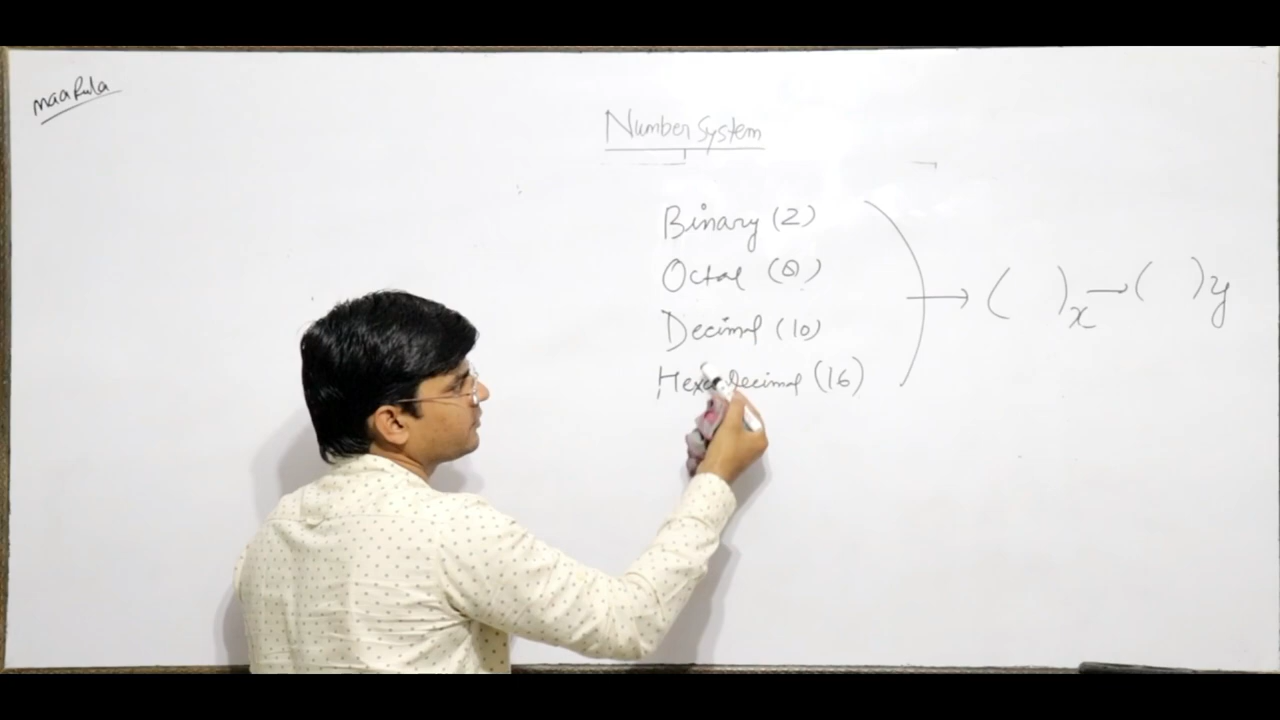 maaRula
Number System
Binary (2)
Octal (8)
Decimal (10)
Hexadecimal (16)
→ ( )x → ( )y